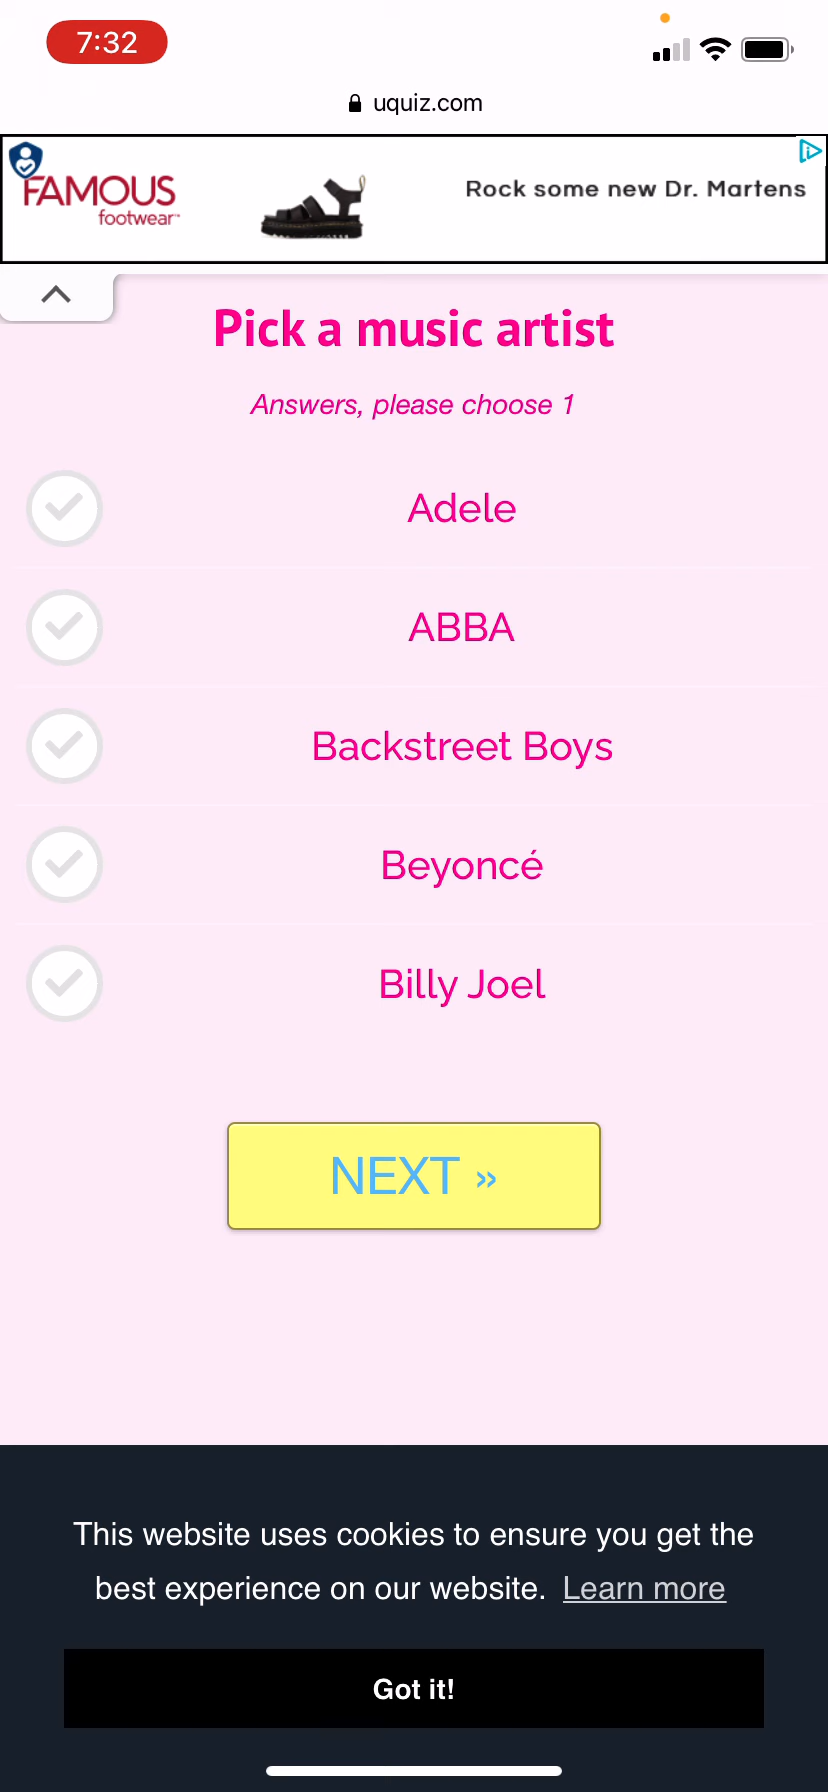 7:32
uquiz.com
FAMOUS
footwear
Rock some new Dr. Martens
Pick a music artist
Answers, please choose 1
Adele
ABBA
Backstreet Boys
Beyoncé
Billy Joel
NEXT »
This website uses cookies to ensure you get the
best experience on our website. Learn more
Got it!